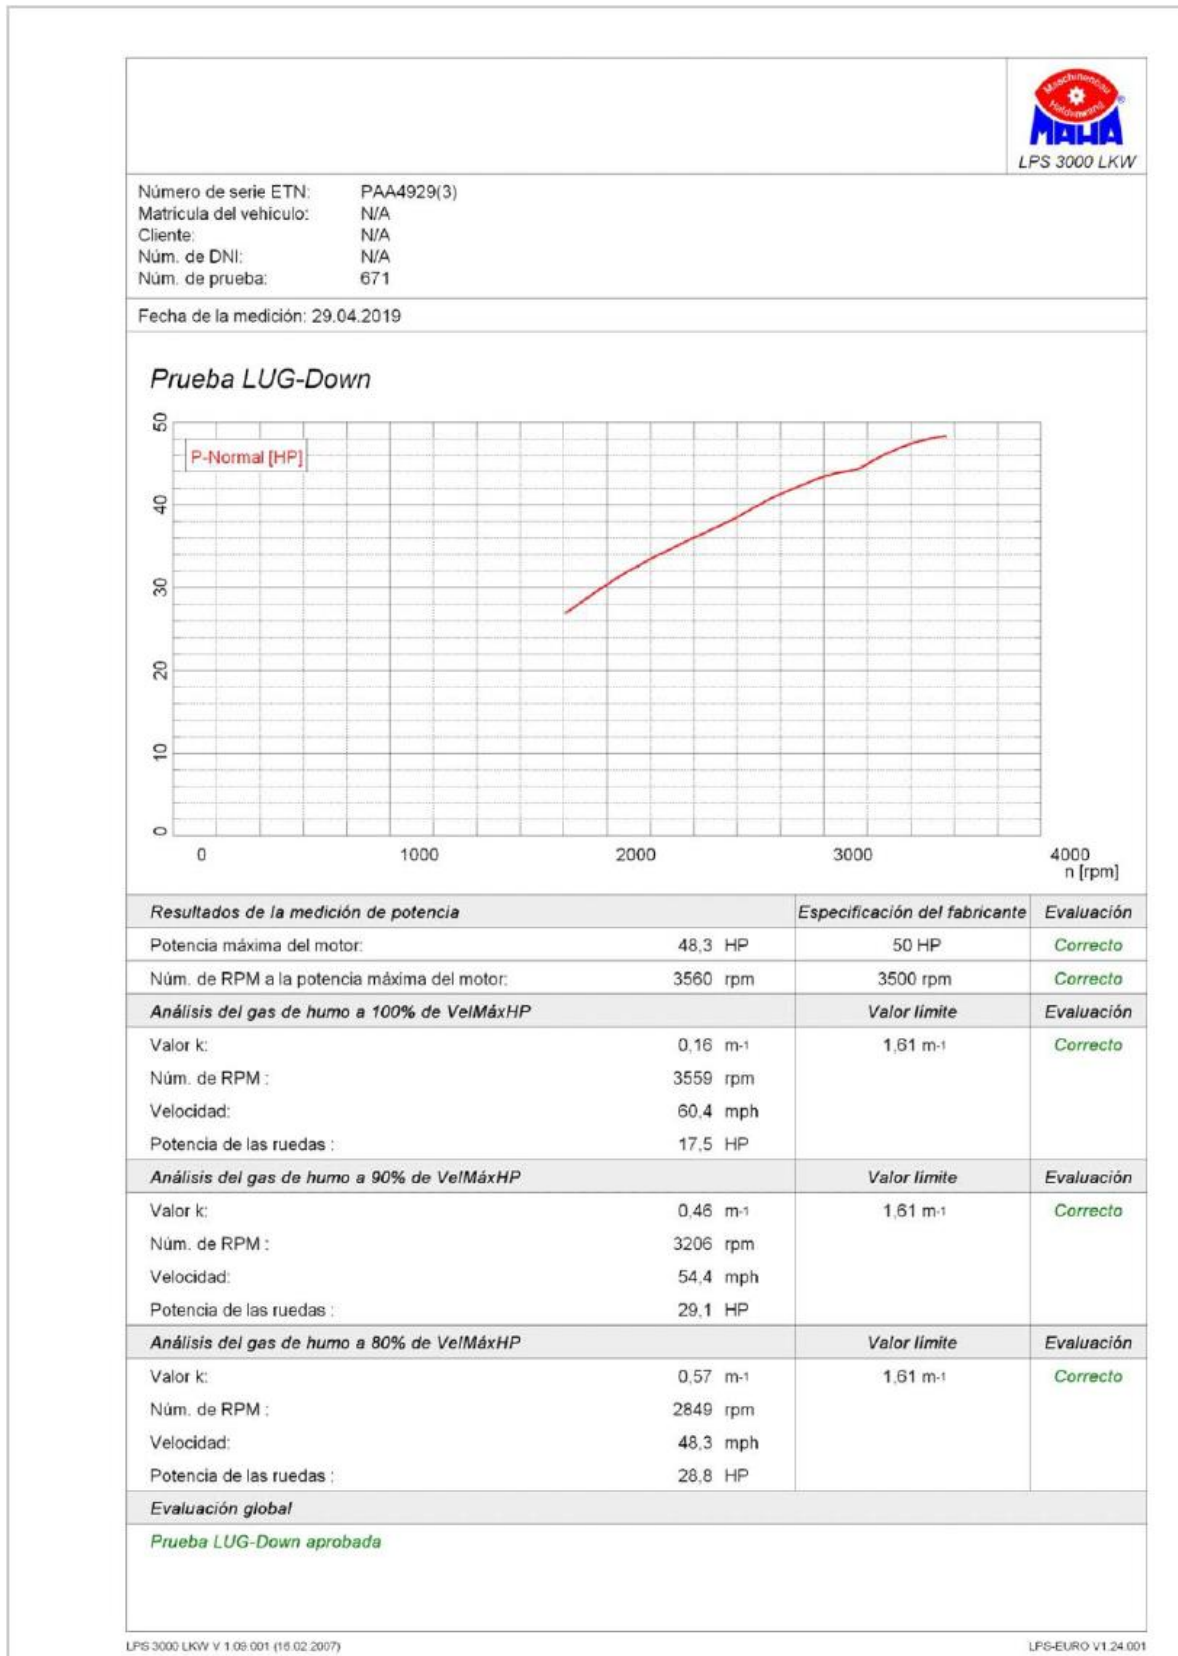 Maschinenbau
Haldenwang
MAHA®
LPS 3000 LKW
Número de serie ETN: PAA4929(3)
Matricula del vehiculo: N/A
Cliente: N/A
Núm. de DNI: N/A
Núm. de prueba: 671
Fecha de la medición: 29.04.2019
Prueba LUG-Down
50
P-Normal [HP]
40
30
20
10
0
0 1000 2000 3000 4000
n [rpm]
Resultados de la medición de potencia Especificación del fabricante Evaluación
Potencia máxima del motor: 48,3 HP 50 HP Correcto
Núm. de RPM a la potencia máxima del motor: 3560 rpm 3500 rpm Correcto
Análisis del gas de humo a 100% de VelMáxHP Valor límite Evaluación
Valor k: 0,16 m-1 1,61 m-1 Correcto
Núm. de RPM : 3559 rpm
Velocidad: 60,4 mph
Potencia de las ruedas : 17,5 HP
Análisis del gas de humo a 90% de VelMáxHP Valor límite Evaluación
Valor k: 0,46 m-1 1,61 m-1 Correcto
Núm. de RPM : 3206 rpm
Velocidad: 54,4 mph
Potencia de las ruedas : 29,1 HP
Análisis del gas de humo a 80% de VelMáxHP Valor límite Evaluación
Valor k: 0,57 m-1 1,61 m-1 Correcto
Núm. de RPM : 2849 rpm
Velocidad: 48,3 mph
Potencia de las ruedas : 28,8 HP
Evaluación global
Prueba LUG-Down aprobada
LPS 3000 LKW V 1.09.001 (16.02.2007) LPS-EURO V1.24.001